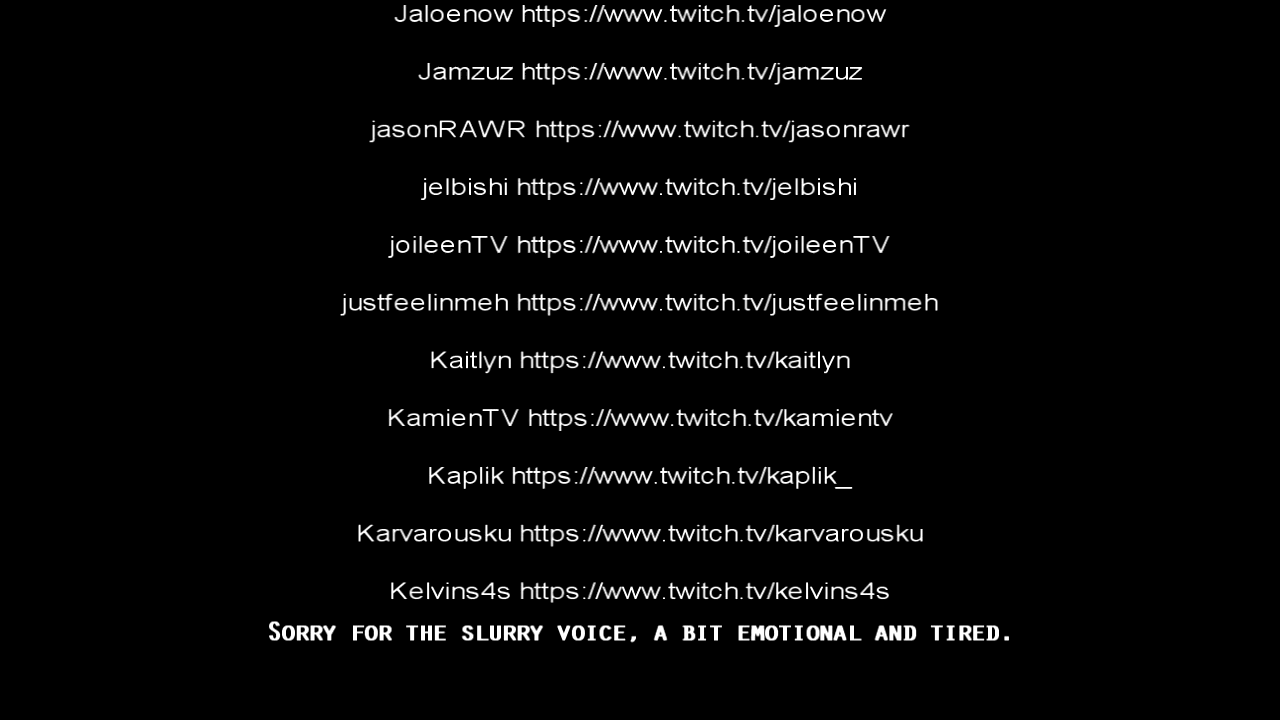 Jaloenow https://www.twitch.tv/jaloenow
Jamzuz https://www.twitch.tv/jamzuz
jasonRAWR https://www.twitch.tv/jasonrawr
jelbishi https://www.twitch.tv/jelbishi
joileenTV https://www.twitch.tv/joileenTV
justfeelinmeh https://www.twitch.tv/justfeelinmeh
Kaitlyn https://www.twitch.tv/kaitlyn
KamienTV https://www.twitch.tv/kamientv
Kaplik https://www.twitch.tv/kaplik_
Karvarousku https://www.twitch.tv/karvarousku
Kelvins4s https://www.twitch.tv/kelvins4s
Sorry for the slurry voice, a bit emotional and tired.